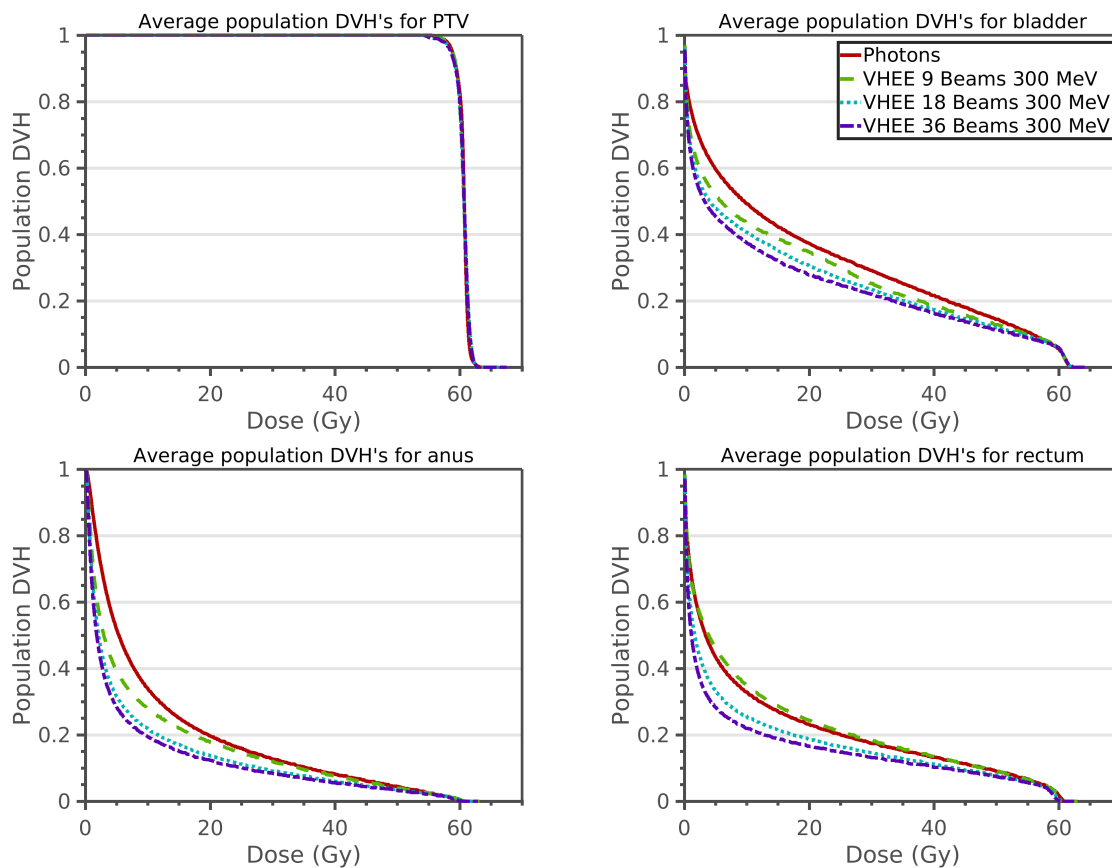 Average population DVH's for PTV
Population DVH
1
0.8
0.6
0.4
0.2
0
0 20 40 60
Dose (Gy)
Average population DVH's for bladder
Photons
VHEE 9 Beams 300 MeV
VHEE 18 Beams 300 MeV
VHEE 36 Beams 300 MeV
Population DVH
1
0.8
0.6
0.4
0.2
0
0 20 40 60
Dose (Gy)
Average population DVH's for anus
Population DVH
1
0.8
0.6
0.4
0.2
0
0 20 40 60
Dose (Gy)
Average population DVH's for rectum
Population DVH
1
0.8
0.6
0.4
0.2
0
0 20 40 60
Dose (Gy)